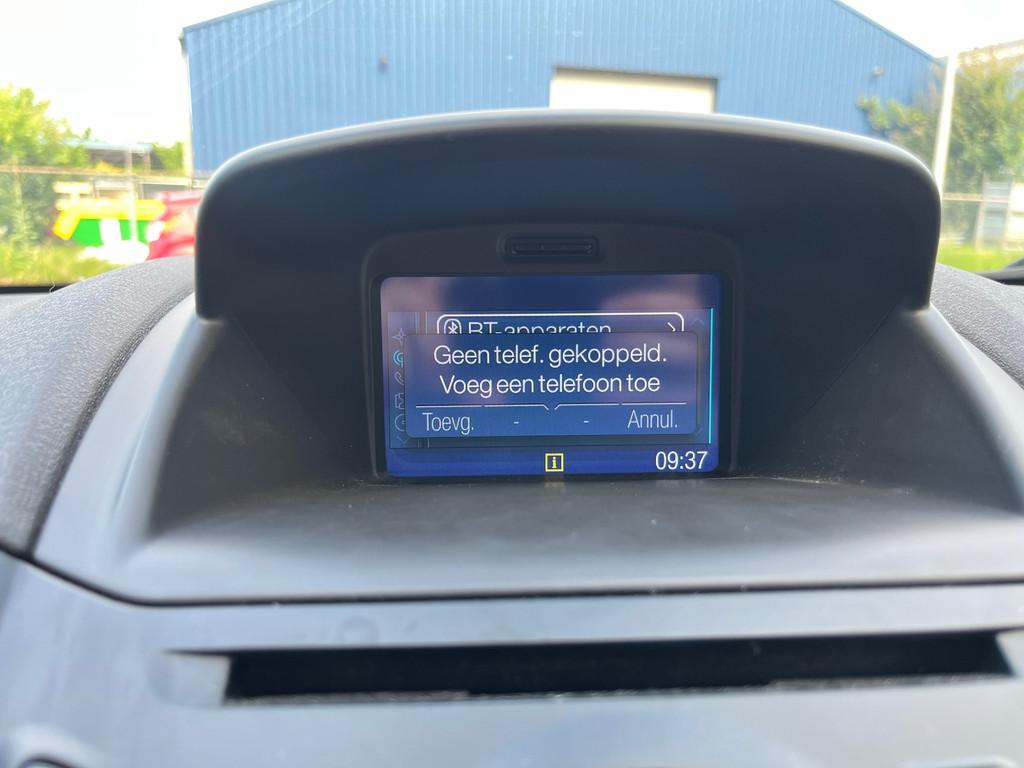 BT-apparaten
Geen telef. gekoppeld.
Voeg een telefoon toe
Toevg. - - Annul.
i 09:37